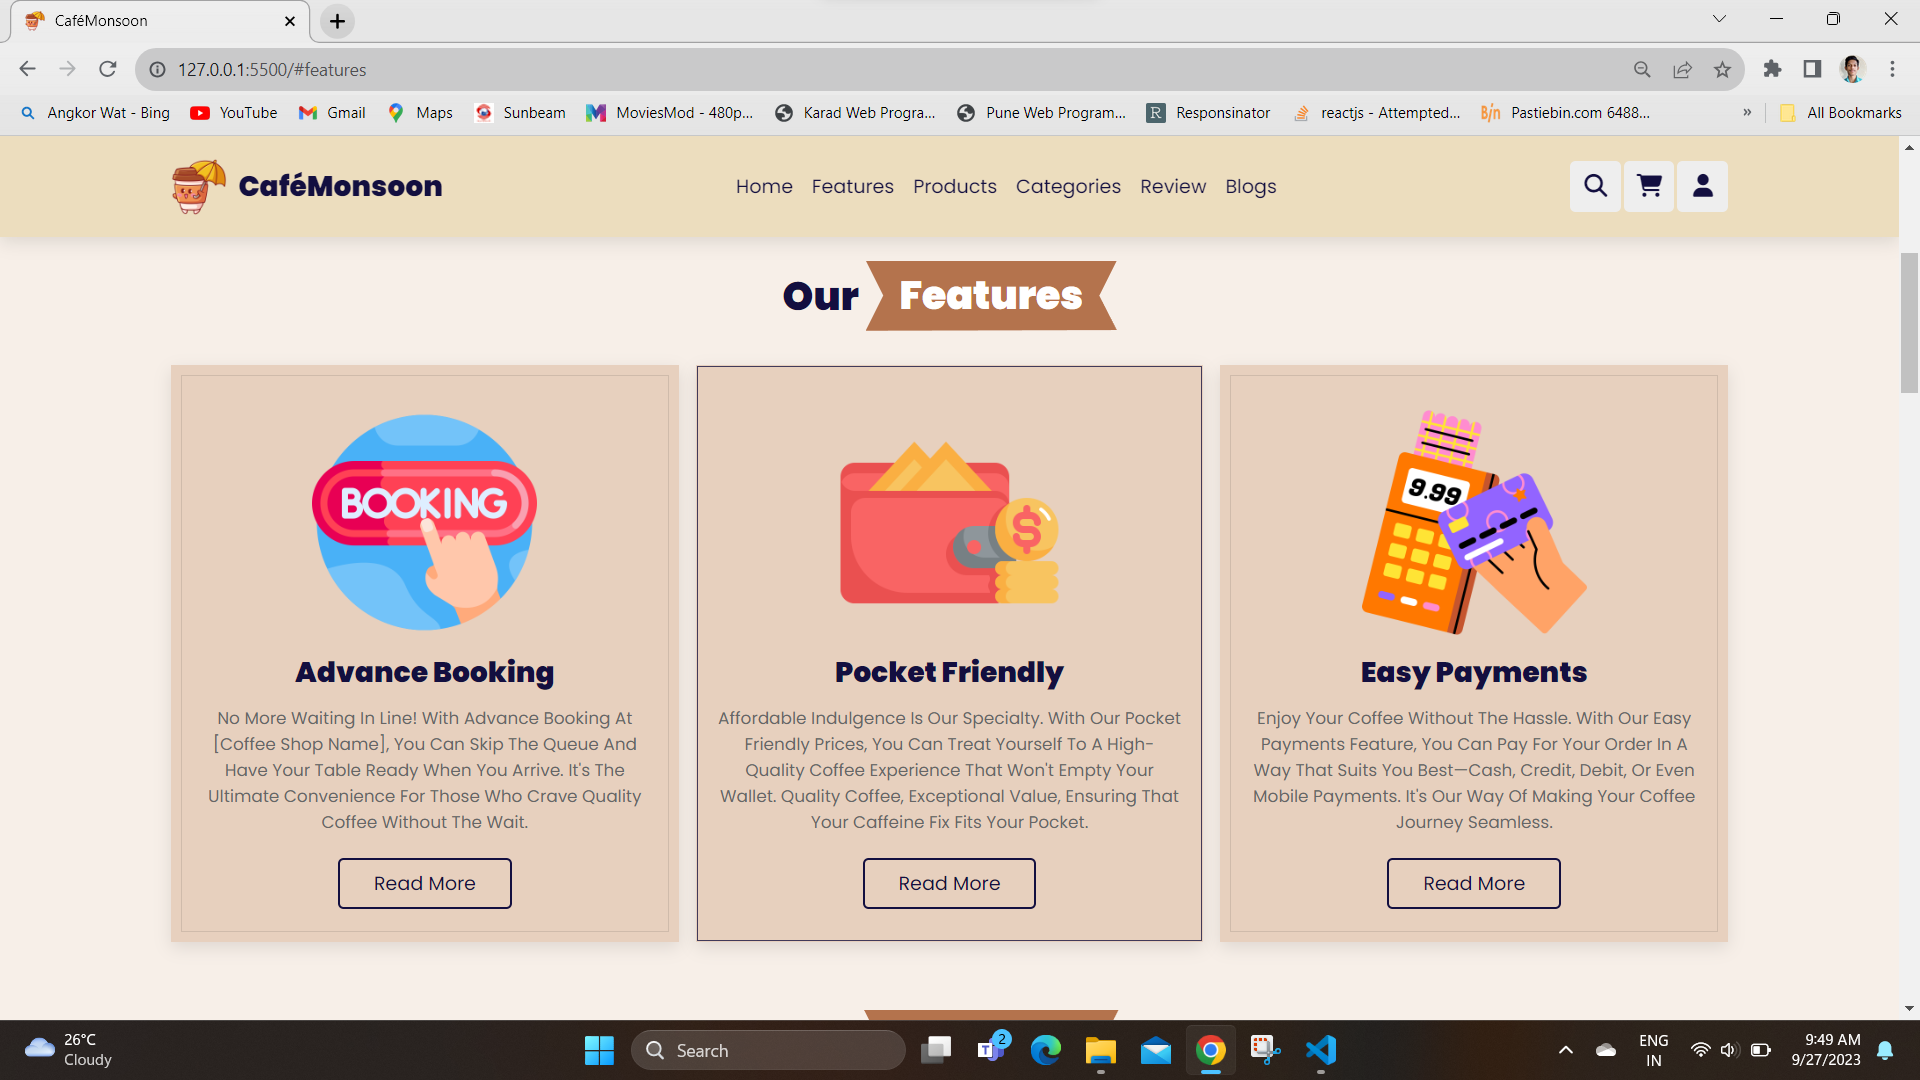 CaféMonsoon
127.0.0.1:5500/#features
Angkor Wat - Bing
YouTube
Gmail
Maps
Sunbeam
MoviesMod - 480p...
Karad Web Progra...
Pune Web Program...
R
Responsinator
reactjs - Attempted...
B/n
Pastiebin.com 6488...
»
All Bookmarks
CaféMonsoon
Home
Features
Products
Categories
Review
Blogs
Our Features
BOOKING
Advance Booking
No More Waiting In Line! With Advance Booking At
[Coffee Shop Name], You Can Skip The Queue And
Have Your Table Ready When You Arrive. It's The
Ultimate Convenience For Those Who Crave Quality
Coffee Without The Wait.
Read More
$
Pocket Friendly
Affordable Indulgence Is Our Specialty. With Our Pocket
Friendly Prices, You Can Treat Yourself To A High-
Quality Coffee Experience That Won't Empty Your
Wallet. Quality Coffee, Exceptional Value, Ensuring That
Your Caffeine Fix Fits Your Pocket.
Read More
9.99
Easy Payments
Enjoy Your Coffee Without The Hassle. With Our Easy
Payments Feature, You Can Pay For Your Order In A
Way That Suits You Best—Cash, Credit, Debit, Or Even
Mobile Payments. It's Our Way Of Making Your Coffee
Journey Seamless.
Read More
26°C
Cloudy
Search
T
2
ENG
IN
9:49 AM
9/27/2023